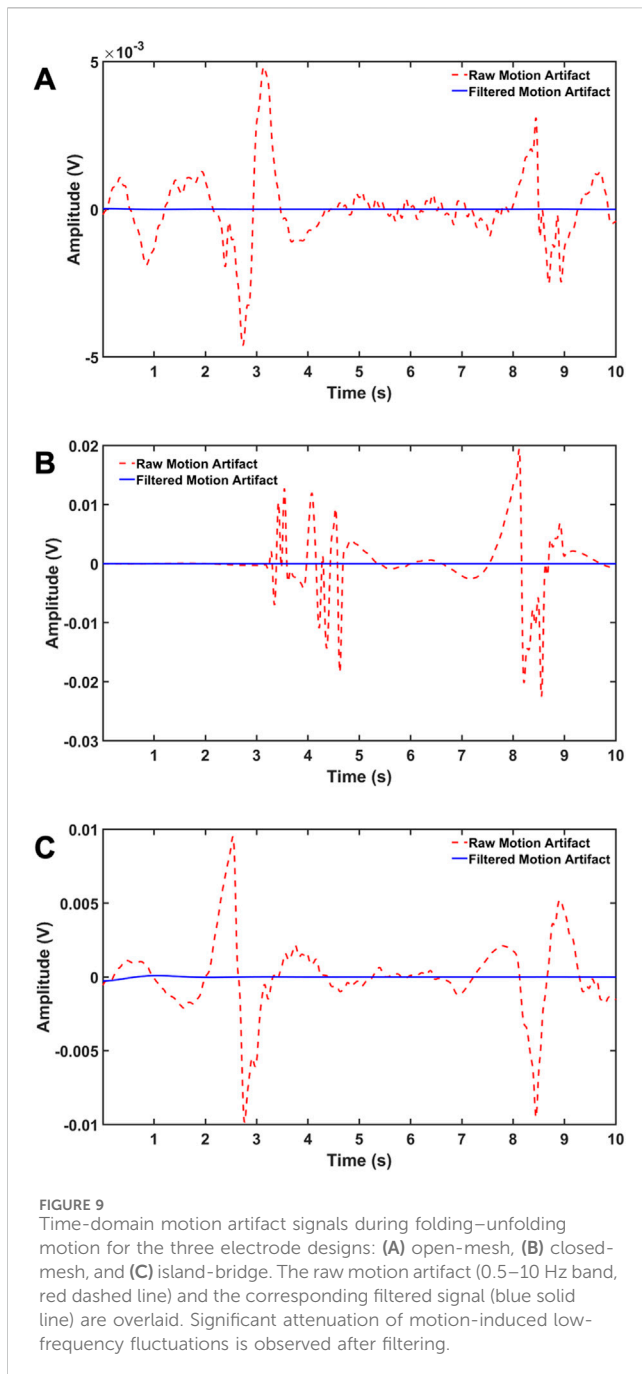 A
×10⁻³
5
0
-5
Amplitude (V)
Raw Motion Artifact
Filtered Motion Artifact
1 2 3 4 5 6 7 8 9 10
Time (s)
B
0.02
0.01
0
-0.01
-0.02
-0.03
Amplitude (V)
Raw Motion Artifact
Filtered Motion Artifact
1 2 3 4 5 6 7 8 9 10
Time (s)
C
0.01
0.005
0
-0.005
-0.01
Amplitude (V)
Raw Motion Artifact
Filtered Motion Artifact
1 2 3 4 5 6 7 8 9 10
Time (s)
FIGURE 9
Time-domain motion artifact signals during folding–unfolding
motion for the three electrode designs: (A) open-mesh, (B) closed-
mesh, and (C) island-bridge. The raw motion artifact (0.5–10 Hz band,
red dashed line) and the corresponding filtered signal (blue solid
line) are overlaid. Significant attenuation of motion-induced low-
frequency fluctuations is observed after filtering.